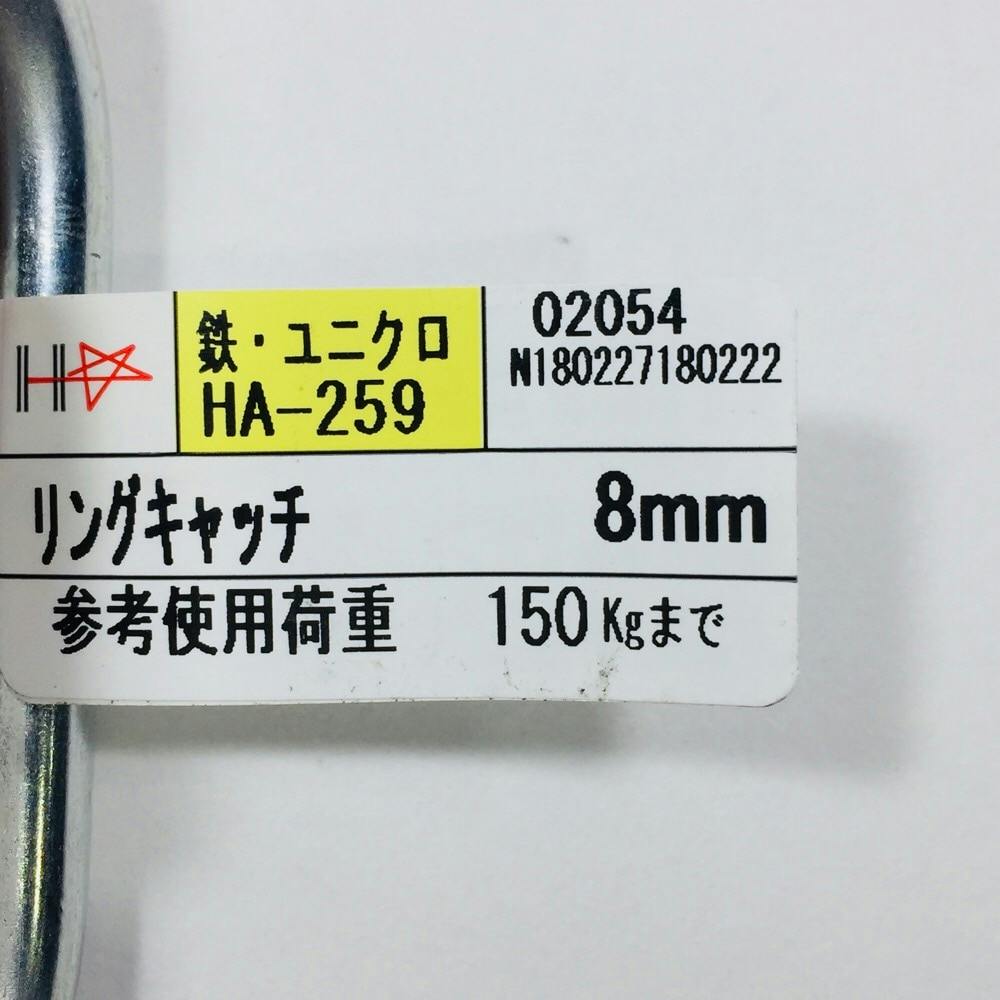 H☆
鉄・ユニクロ
HA-259
02054
N180227180222
リングキャッチ 8mm
参考使用荷重 150Kgまで